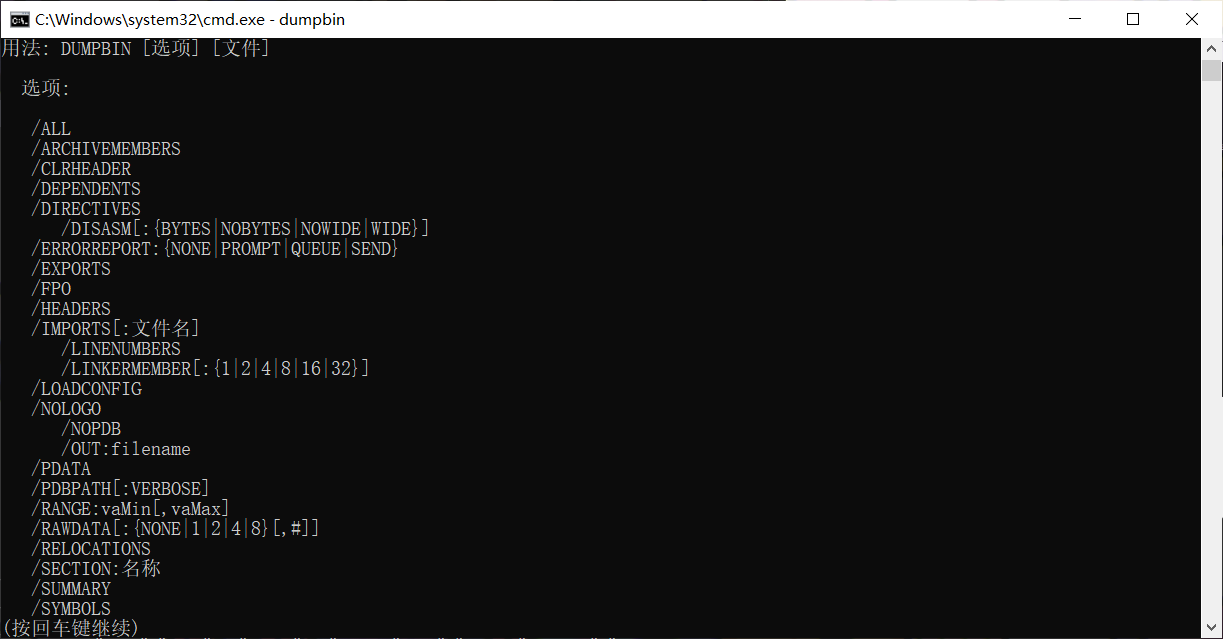 C:\Windows\system32\cmd.exe - dumpbin
用法: DUMPBIN [选项] [文件]
选项:
/ALL
/ARCHIVEMEMBERS
/CLRHEADER
/DEPENDENTS
/DIRECTIVES
/DISASM[:{BYTES|NOBYTES|NOWIDE|WIDE}]
/ERRORREPORT:{NONE|PROMPT|QUEUE|SEND}
/EXPORTS
/FPO
/HEADERS
/IMPORTS[:文件名]
/LINENUMBERS
/LINKERMEMBER[:{1|2|4|8|16|32}]
/LOADCONFIG
/NOLOGO
/NOPDB
/OUT:filename
/PDATA
/PDBPATH[:VERBOSE]
/RANGE:vaMin[,vaMax]
/RAWDATA[:{NONE|1|2|4|8}[,#]]
/RELOCATIONS
/SECTION:名称
/SUMMARY
/SYMBOLS
(按回车键继续)